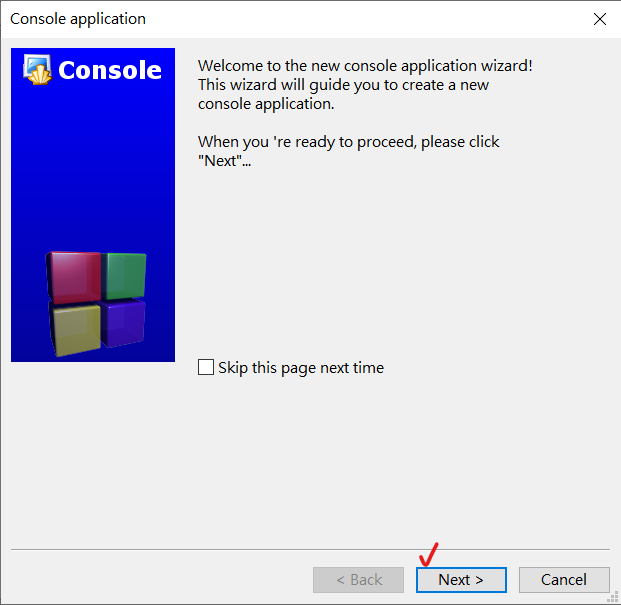 Console application
Console
Welcome to the new console application wizard!
This wizard will guide you to create a new
console application.
When you 're ready to proceed, please click
"Next"...
Skip this page next time
< Back
Next >
Cancel